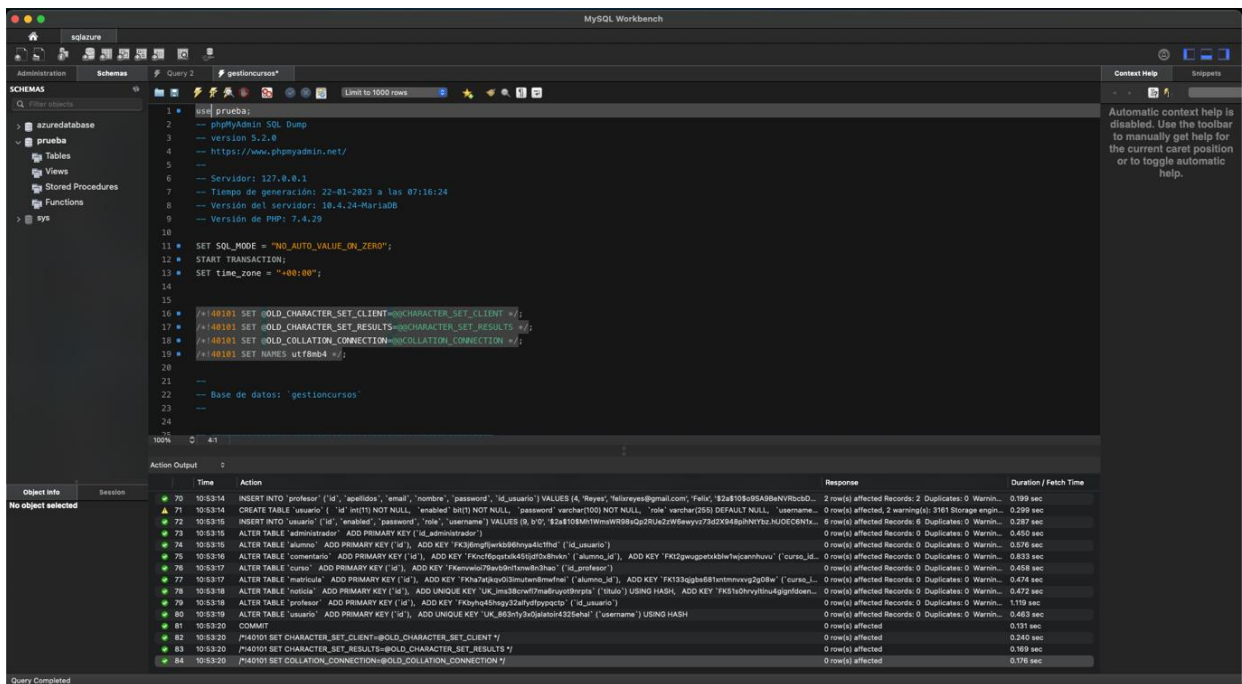 MySQL Workbench
sqlazure
Administration Schemas Query 2 gestioncursos* Context Help Snippets
SCHEMAS
Filter objects
Limit to 1000 rows
azuredatabase
prueba
Tables
Views
Stored Procedures
Functions
sys
1 use prueba;
2 -- phpMyAdmin SQL Dump
3 -- version 5.2.0
4 -- https://www.phpmyadmin.net/
5 --
6 -- Servidor: 127.0.0.1
7 -- Tiempo de generación: 22-01-2023 a las 07:16:24
8 -- Versión del servidor: 10.4.24-MariaDB
9 -- Versión de PHP: 7.4.29
10
11 SET SQL_MODE = "NO_AUTO_VALUE_ON_ZERO";
12 START TRANSACTION;
13 SET time_zone = "+00:00";
14
15
16 /*!40101 SET @OLD_CHARACTER_SET_CLIENT=@@CHARACTER_SET_CLIENT */;
17 /*!40101 SET @OLD_CHARACTER_SET_RESULTS=@@CHARACTER_SET_RESULTS */;
18 /*!40101 SET @OLD_COLLATION_CONNECTION=@@COLLATION_CONNECTION */;
19 /*!40101 SET NAMES utf8mb4 */;
20
21 --
22 -- Base de datos: `gestioncursos`
23 --
24
25
100% 4:1
Automatic context help is
disabled. Use the toolbar
to manually get help for
the current caret position
or to toggle automatic
help.
Action Output
Time Action Response Duration / Fetch Time
70 10:53:14 INSERT INTO `profesor` (`id`, `apellidos`, `email`, `nombre`, `password`, `id_usuario`) VALUES (4, 'Reyes', 'felixreyes@gmail.com', 'Felix', 2 row(s) affected Records: 2 Duplicates: 0 Warnin... 0.199 sec
71 10:53:14 CREATE TABLE `usuario` ( `id` int(11) NOT NULL, `enabled` bit(1) NOT NULL, `password` varchar(100) NOT NULL, `role` varchar(255) DEFAULT NULL, `username... 0 row(s) affected, 2 warning(s): 3161 Storage engin... 0.299 sec
72 10:53:15 INSERT INTO `usuario` (`id`, `enabled`, `password`, `role`, `username`) VALUES (9, b'0', 6 row(s) affected Records: 6 Duplicates: 0 Warnin... 0.287 sec
73 10:53:15 ALTER TABLE `administrador` ADD PRIMARY KEY (`id_administrador`) 0 row(s) affected Records: 0 Duplicates: 0 Warnin... 0.450 sec
74 10:53:15 ALTER TABLE `alumno` ADD PRIMARY KEY (`id`), ADD KEY (`id_usuario`) 0 row(s) affected Records: 0 Duplicates: 0 Warnin... 0.576 sec
75 10:53:16 ALTER TABLE `comentario` ADD PRIMARY KEY (`id`), ADD KEY (`alumno_id`), ADD KEY (`curso_id... 0 row(s) affected Records: 0 Duplicates: 0 Warnin... 0.833 sec
76 10:53:17 ALTER TABLE `curso` ADD PRIMARY KEY (`id`), ADD KEY (`id_profesor`) 0 row(s) affected Records: 0 Duplicates: 0 Warnin... 0.458 sec
77 10:53:17 ALTER TABLE `matricula` ADD PRIMARY KEY (`id`), ADD KEY (`alumno_id`), ADD KEY (`curso_i... 0 row(s) affected Records: 0 Duplicates: 0 Warnin... 0.474 sec
78 10:53:18 ALTER TABLE `noticia` ADD PRIMARY KEY (`id`), ADD UNIQUE KEY (`titulo`) USING HASH, ADD KEY 0 row(s) affected Records: 0 Duplicates: 0 Warnin... 0.472 sec
79 10:53:18 ALTER TABLE `profesor` ADD PRIMARY KEY (`id`), ADD KEY (`id_usuario`) 0 row(s) affected Records: 0 Duplicates: 0 Warnin... 1.119 sec
80 10:53:19 ALTER TABLE `usuario` ADD PRIMARY KEY (`id`), ADD UNIQUE KEY (`username`) USING HASH 0 row(s) affected Records: 0 Duplicates: 0 Warnin... 0.463 sec
81 10:53:20 COMMIT 0 row(s) affected 0.131 sec
82 10:53:20 /*!40101 SET CHARACTER_SET_CLIENT=@OLD_CHARACTER_SET_CLIENT */ 0 row(s) affected 0.240 sec
83 10:53:20 /*!40101 SET CHARACTER_SET_RESULTS=@OLD_CHARACTER_SET_RESULTS */ 0 row(s) affected 0.169 sec
84 10:53:20 /*!40101 SET COLLATION_CONNECTION=@OLD_COLLATION_CONNECTION */ 0 row(s) affected 0.176 sec
Object Info Session
No object selected
Query Completed